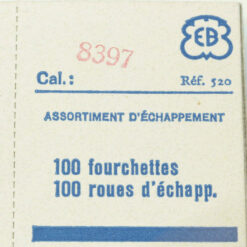 EB
8397
Cal.: Réf. 520
ASSORTIMENT D'ÉCHAPPEMENT
100 fourchettes
100 roues d'échapp.